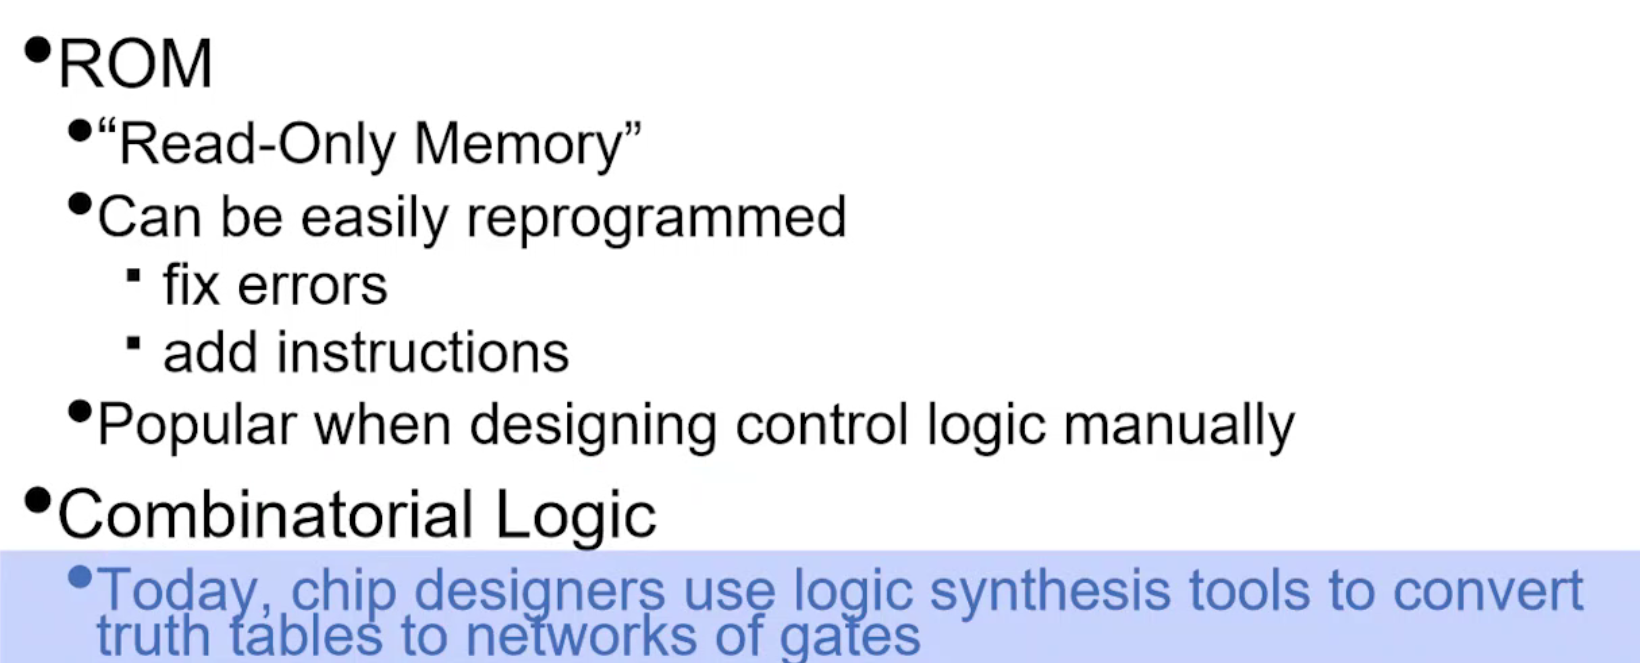 •ROM
•“Read-Only Memory”
•Can be easily reprogrammed
▪ fix errors
▪ add instructions
•Popular when designing control logic manually
•Combinatorial Logic
•Today, chip designers use logic synthesis tools to convert
truth tables to networks of gates